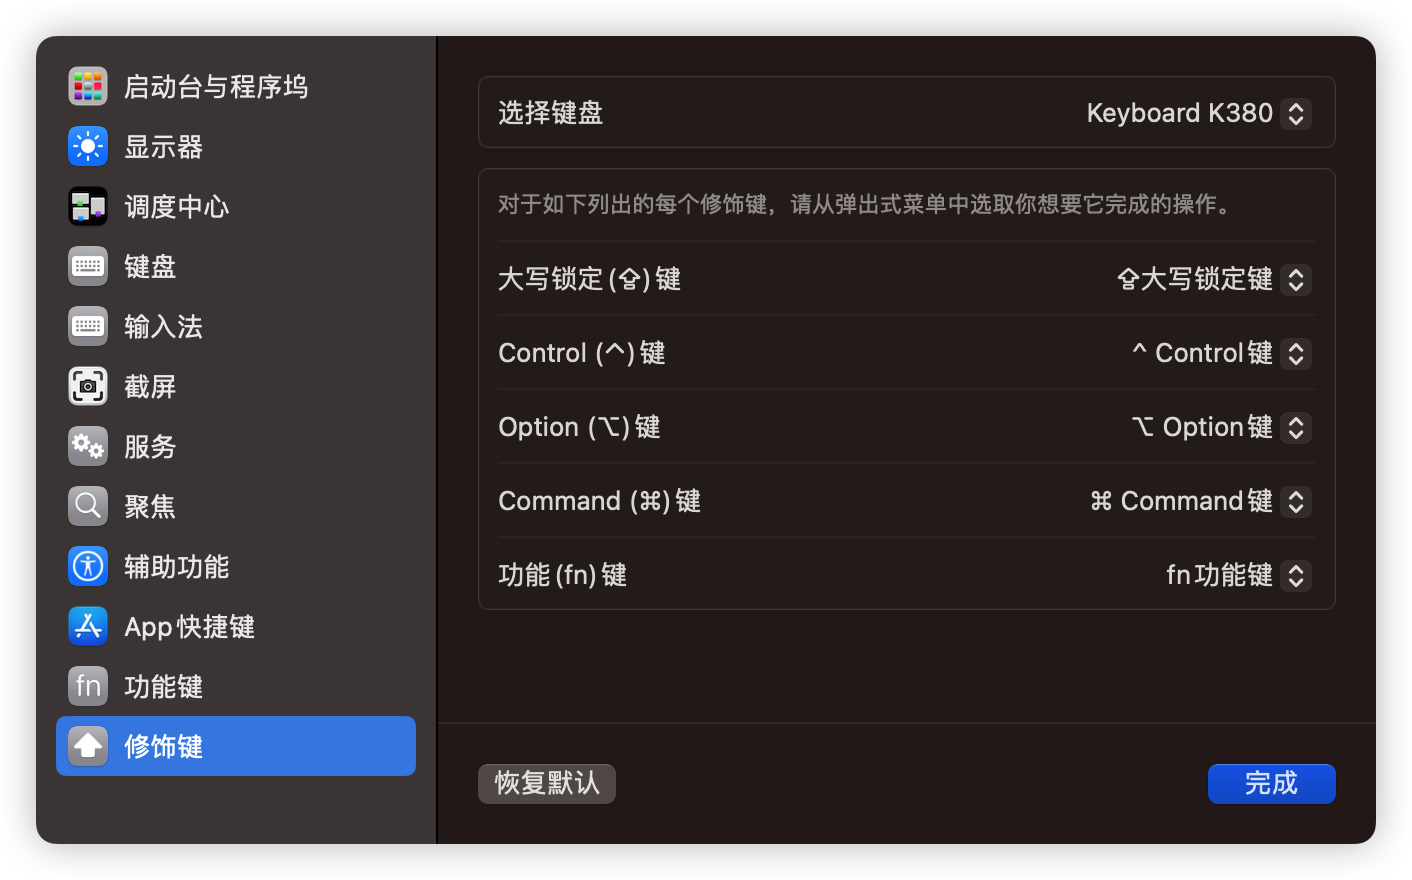 启动台与程序坞
显示器
调度中心
键盘
输入法
截屏
服务
聚焦
辅助功能
App快捷键
fn 功能键
修饰键
选择键盘 Keyboard K380
对于如下列出的每个修饰键，请从弹出式菜单中选取你想要它完成的操作。
大写锁定(⇪)键 ⇪大写锁定键
Control (^)键 ^ Control键
Option (⌥)键 ⌥ Option键
Command (⌘)键 ⌘ Command键
功能(fn)键 fn功能键
恢复默认 完成